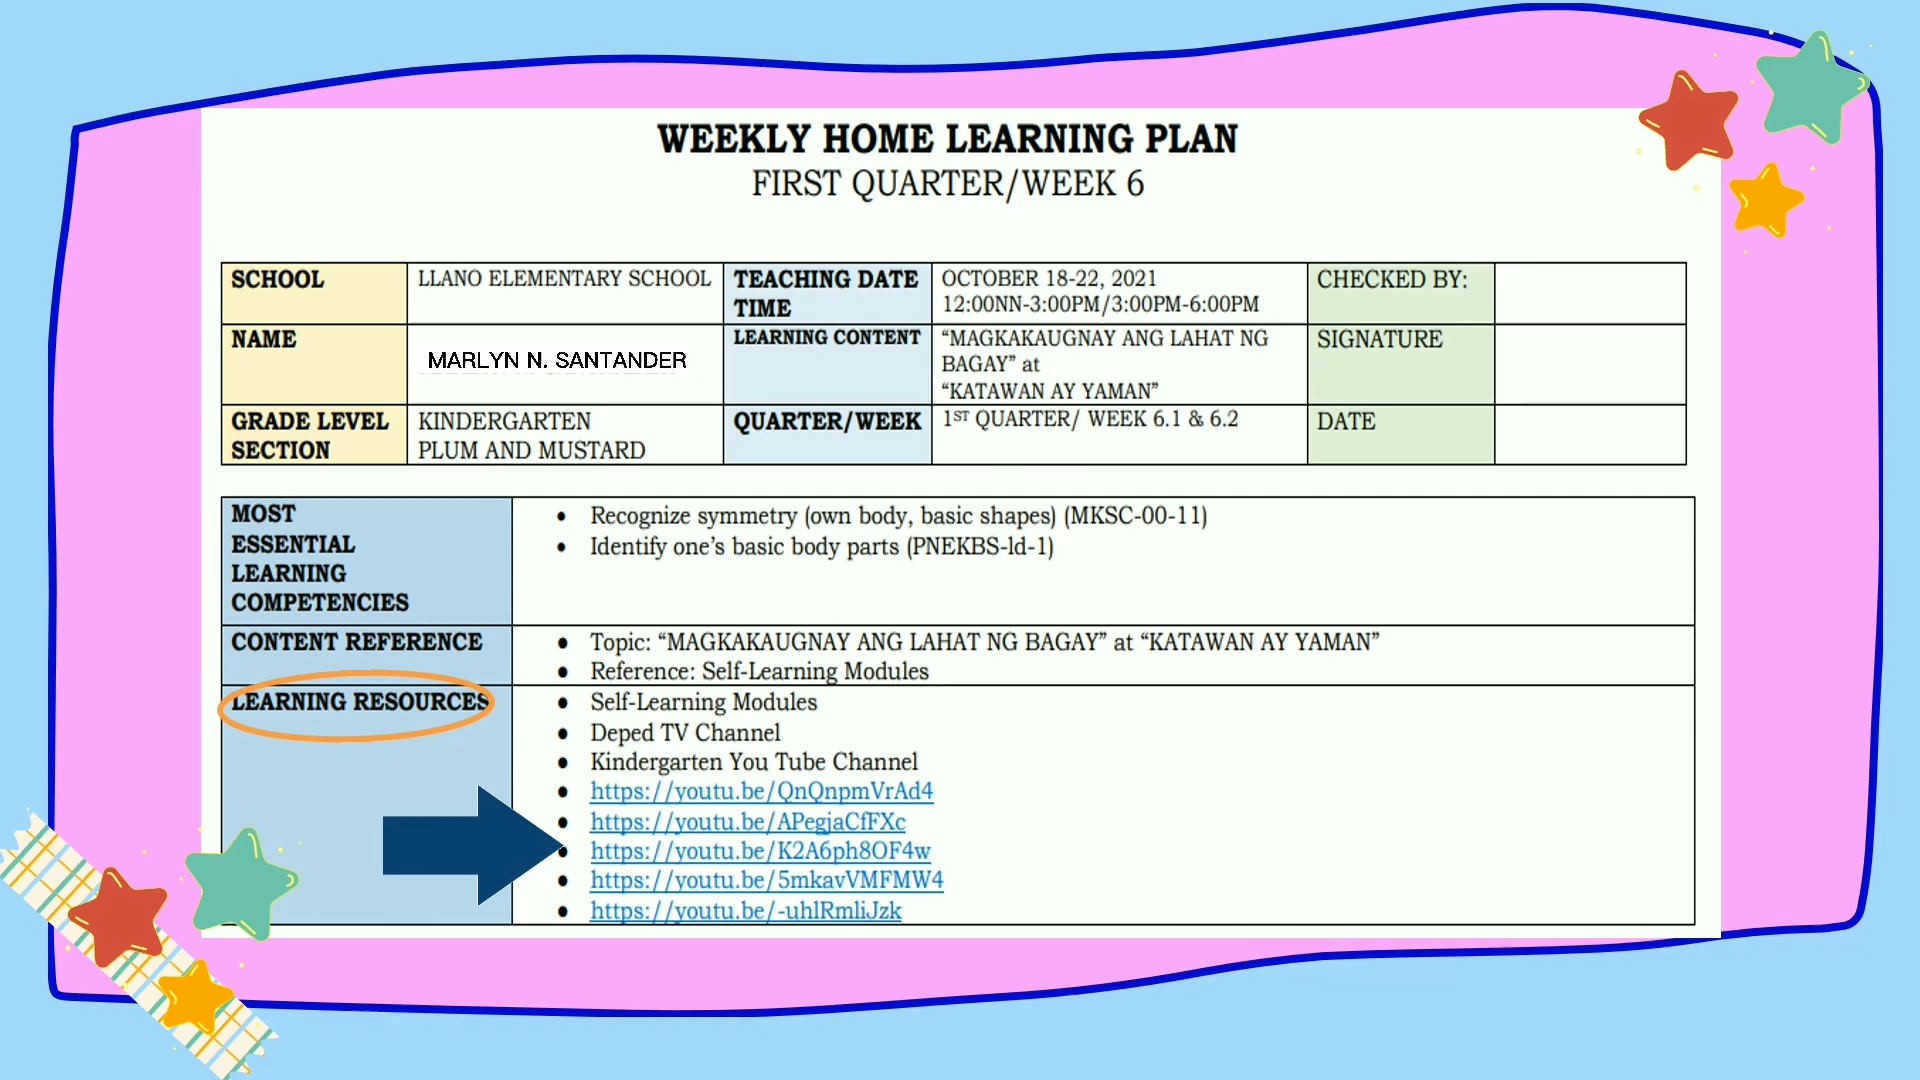 WEEKLY HOME LEARNING PLAN
FIRST QUARTER/WEEK 6
SCHOOL
LLANO ELEMENTARY SCHOOL
TEACHING DATE
TIME
OCTOBER 18-22, 2021
12:00NN-3:00PM/3:00PM-6:00PM
CHECKED BY:
NAME
MARLYN N. SANTANDER
LEARNING CONTENT
“MAGKAKAUGNAY ANG LAHAT NG
BAGAY” at
“KATAWAN AY YAMAN”
SIGNATURE
GRADE LEVEL
SECTION
KINDERGARTEN
PLUM AND MUSTARD
QUARTER/WEEK
1ST QUARTER/ WEEK 6.1 & 6.2
DATE
MOST
ESSENTIAL
LEARNING
COMPETENCIES
• Recognize symmetry (own body, basic shapes) (MKSC-00-11)
• Identify one’s basic body parts (PNEKBS-ld-1)
CONTENT REFERENCE
• Topic: “MAGKAKAUGNAY ANG LAHAT NG BAGAY” at “KATAWAN AY YAMAN”
• Reference: Self-Learning Modules
LEARNING RESOURCES
• Self-Learning Modules
• Deped TV Channel
• Kindergarten You Tube Channel
• https://youtu.be/QnQnpmVrAd4
• https://youtu.be/APegjaCfFXc
• https://youtu.be/K2A6ph8OF4w
• https://youtu.be/5mkavVMFMW4
• https://youtu.be/-uhlRmliJzk